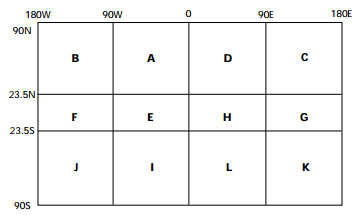 180W 90W 0 90E 180E
90N
B A D C
23.5N
F E H G
23.5S
J I L K
90S